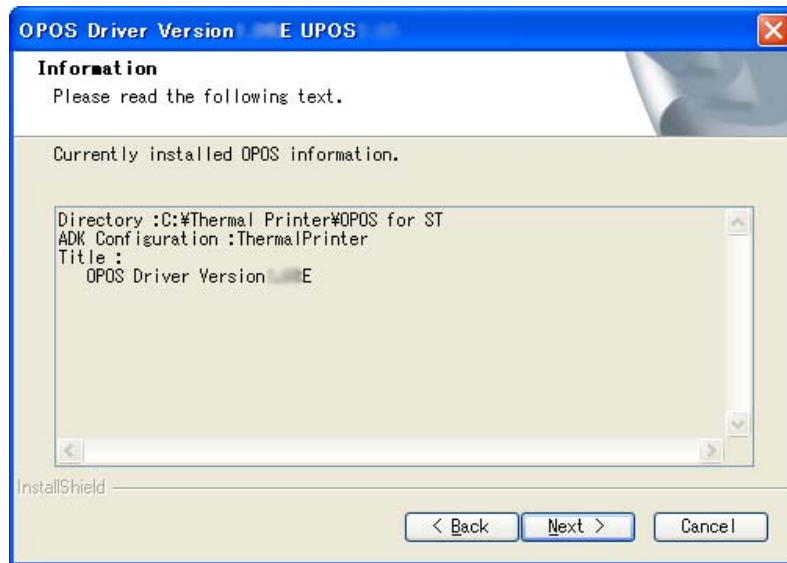 OPOS Driver Version E UPOS
Information
Please read the following text.
Currently installed OPOS information.
Directory :C:¥Thermal Printer¥OPOS for ST
ADK Configuration :ThermalPrinter
Title :
OPOS Driver Version E
InstallShield
< Back Next > Cancel